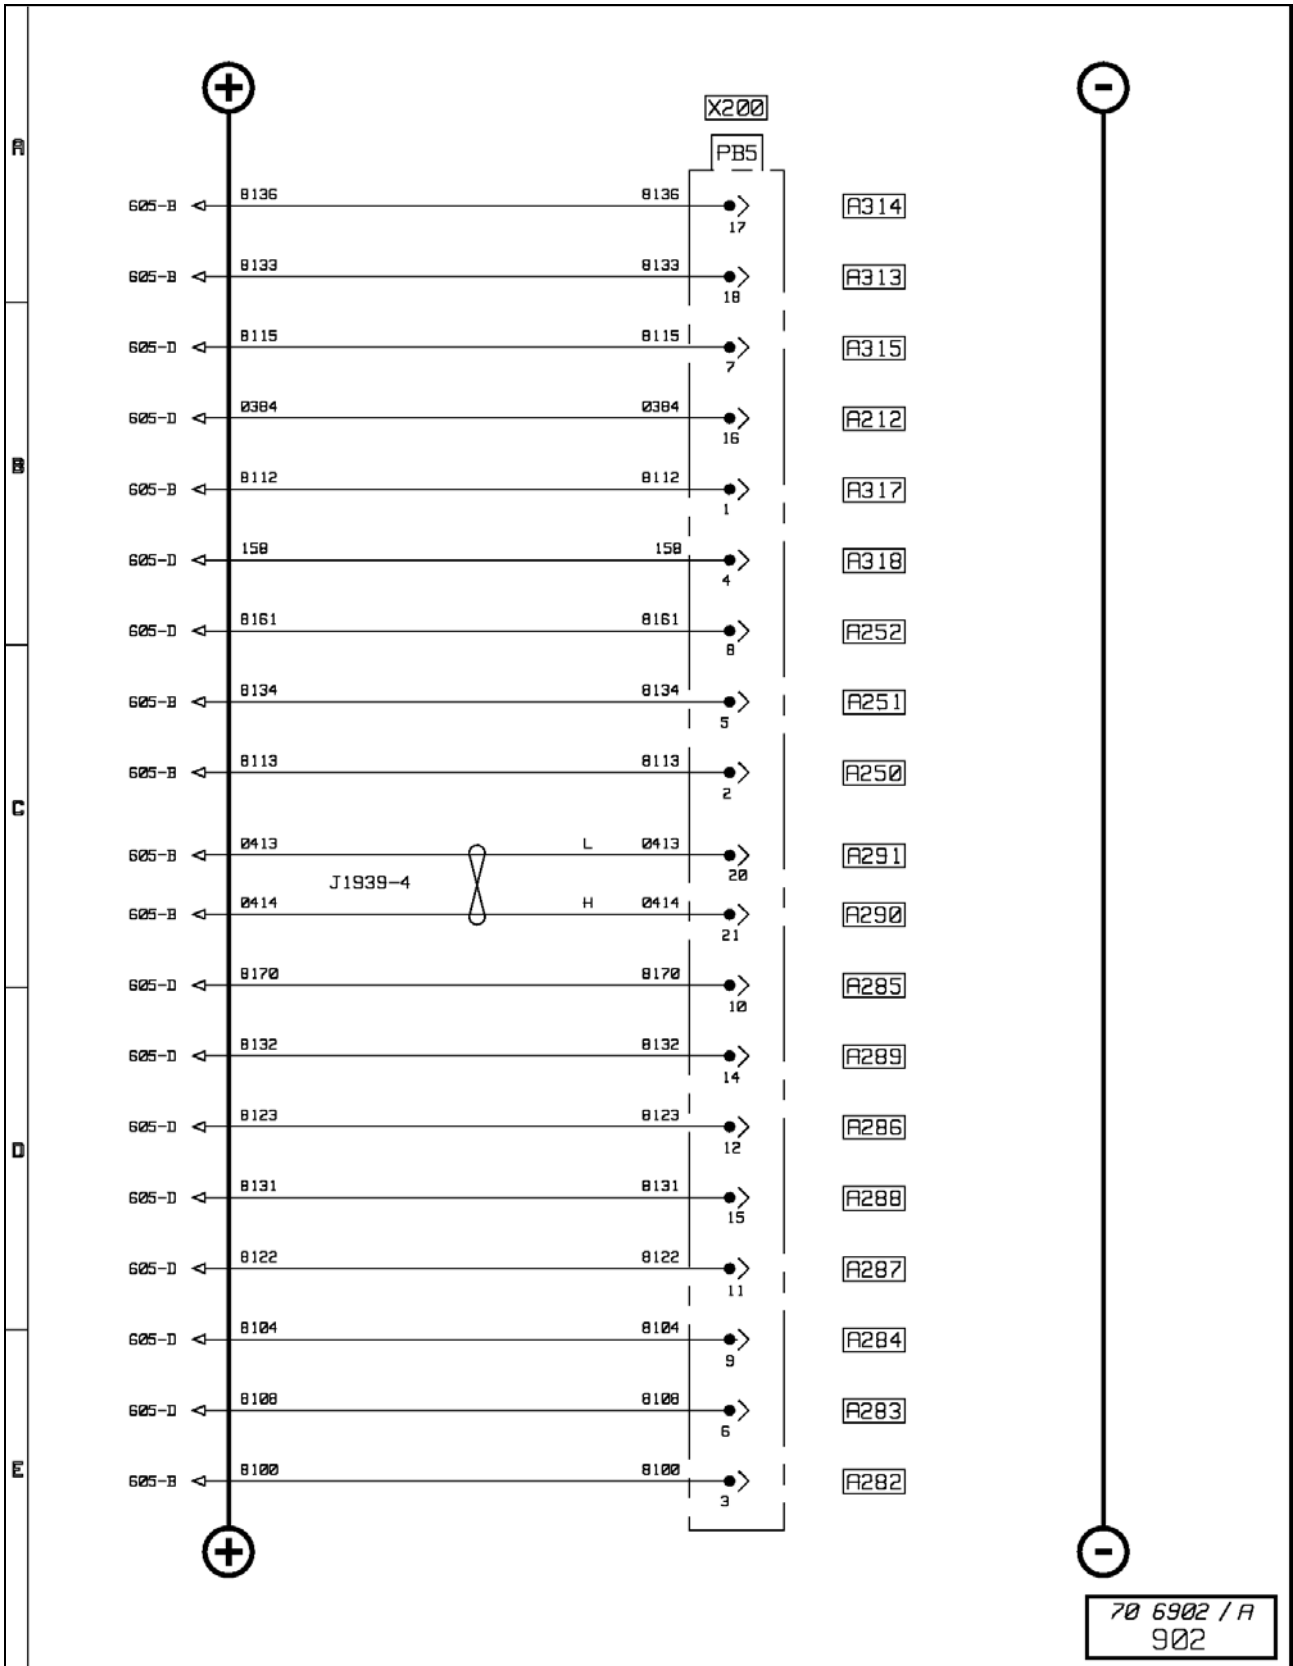 + -
X200
A
PB5
605-B 8136 8136 A314
17
605-B 8133 8133 A313
18
605-D 8115 8115 A315
7
605-D 0384 0384 A212
16
B
605-B 8112 8112 A317
1
605-D 158 158 A318
4
605-D 8161 8161 A252
8
605-B 8134 8134 A251
5
605-B 8113 8113 A250
2
C
605-B 0413 L 0413 A291
20
J1939-4
605-B 0414 H 0414 A290
21
605-D 8170 8170 A285
10
605-D 8132 8132 A289
14
605-D 8123 8123 A286
12
D
605-D 8131 8131 A288
15
605-D 8122 8122 A287
11
605-D 8104 8104 A284
9
605-D 8108 8108 A283
6
E
605-B 8100 8100 A282
3
+ -
70 6902 / A
902